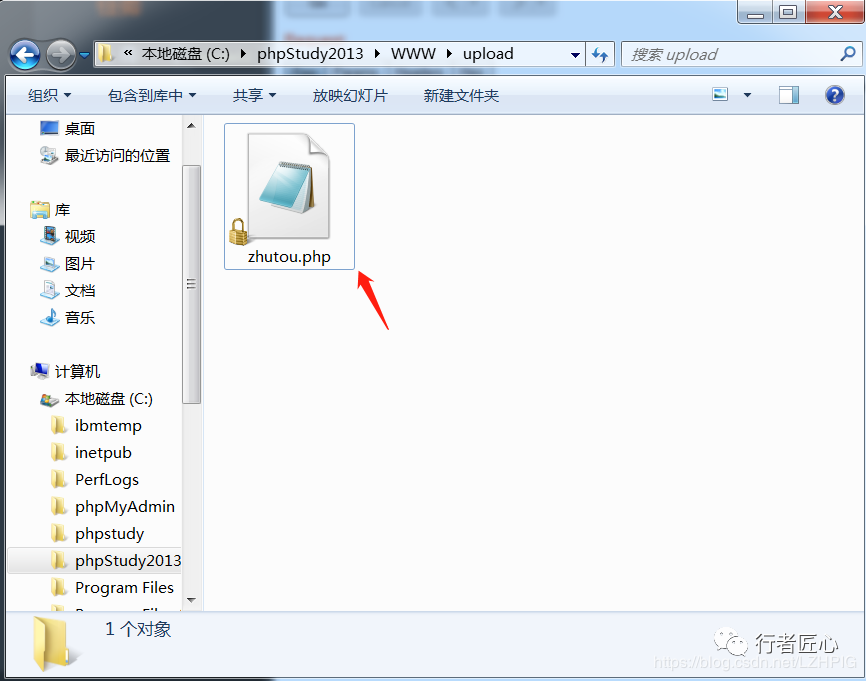 « 本地磁盘 (C:) phpStudy2013 WWW upload
搜索 upload
组织 包含到库中 共享 放映幻灯片 新建文件夹
桌面
最近访问的位置
库
视频
图片
文档
音乐
计算机
本地磁盘 (C:)
ibmtemp
inetpub
PerfLogs
phpMyAdmin
phpstudy
phpStudy2013
Program Files
zhutou.php
1 个对象
行者匠心
https://blog.csdn.net/LZHPIG